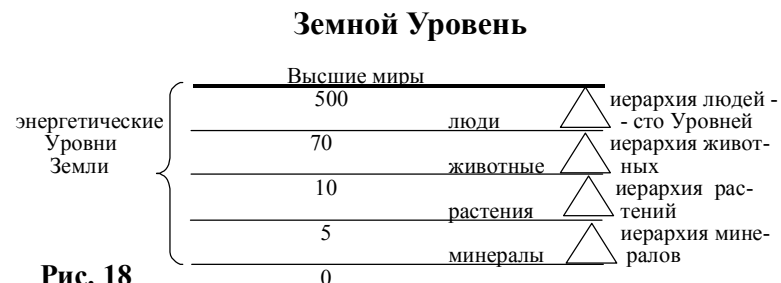 Земной Уровень
Высшие миры
500
иерархия людей -
энергетические
люди
- сто Уровней
Уровни
70
иерархия живот-
Земли
животные
ных
10
иерархия рас-
растения
тений
5
иерархия мине-
минералы
ралов
Рис. 18
0